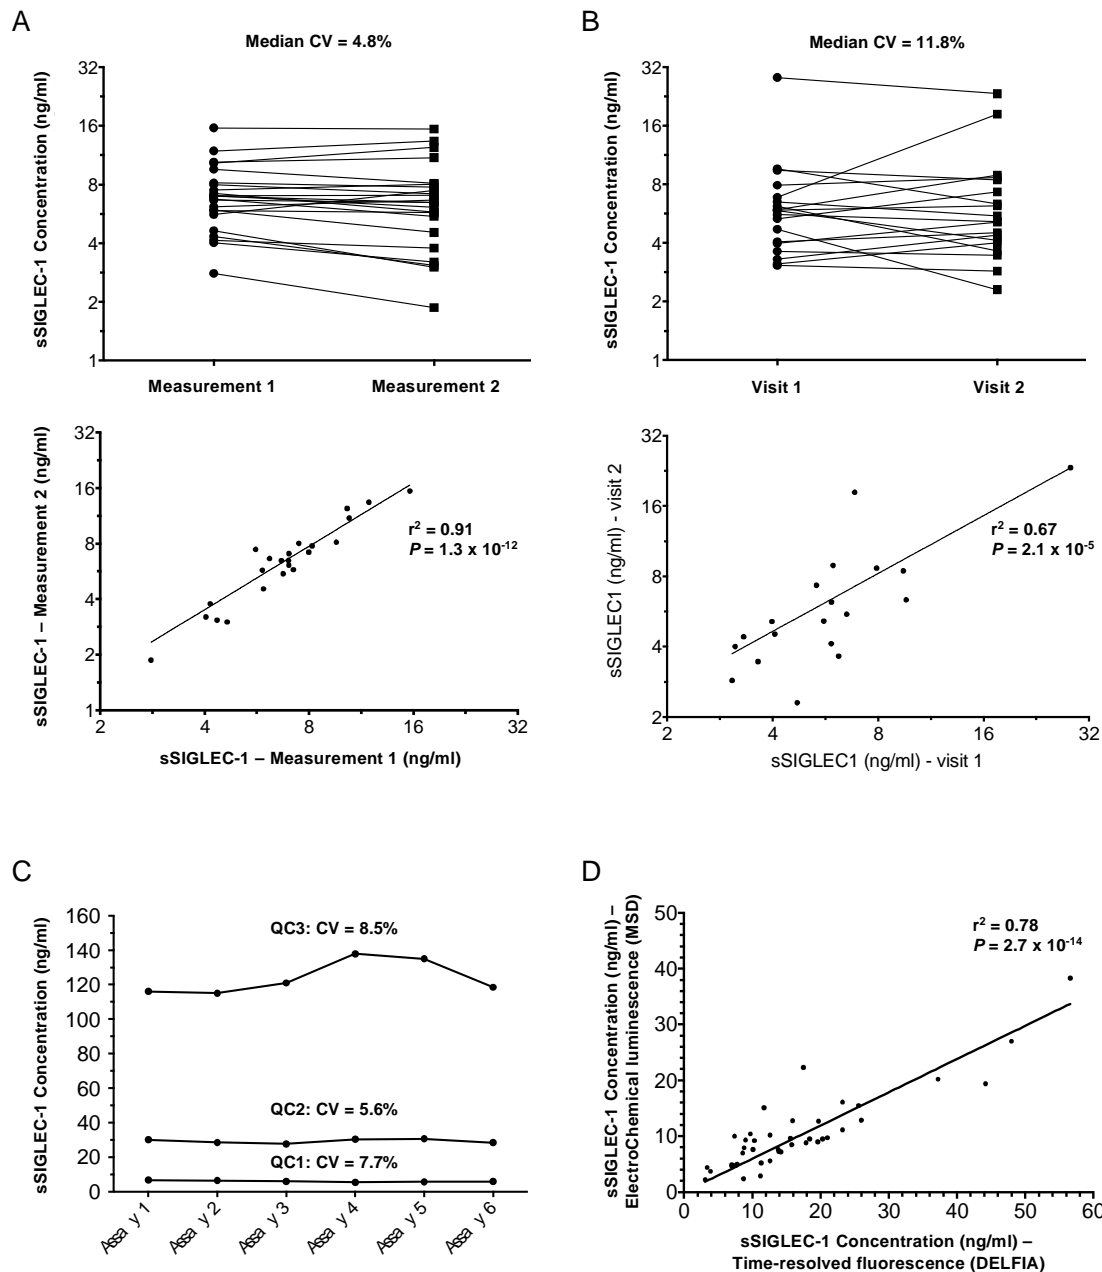 A
Median CV = 4.8%
sSIGLEC-1 Concentration (ng/ml)
32
16
8
4
2
1
Measurement 1
Measurement 2
B
Median CV = 11.8%
sSIGLEC-1 Concentration (ng/ml)
32
16
8
4
2
1
Visit 1
Visit 2
sSIGLEC-1 – Measurement 2 (ng/ml)
32
16
8
4
2
1
r² = 0.91
P = 1.3 x 10⁻¹²
2
4
8
16
32
sSIGLEC-1 – Measurement 1 (ng/ml)
sSIGLEC1 (ng/ml) - visit 2
32
16
8
4
2
r² = 0.67
P = 2.1 x 10⁻⁵
2
4
8
16
32
sSIGLEC1 (ng/ml) - visit 1
C
sSIGLEC-1 Concentration (ng/ml)
160
140
120
100
80
60
40
20
0
QC3: CV = 8.5%
QC2: CV = 5.6%
QC1: CV = 7.7%
Assa y 1
Assa y 2
Assa y 3
Assa y 4
Assa y 5
Assa y 6
D
sSIGLEC-1 Concentration (ng/ml) –
ElectroChemical luminescence (MSD)
50
40
30
20
10
0
r² = 0.78
P = 2.7 x 10⁻¹⁴
0
10
20
30
40
50
60
sSIGLEC-1 Concentration (ng/ml) –
Time-resolved fluorescence (DELFIA)